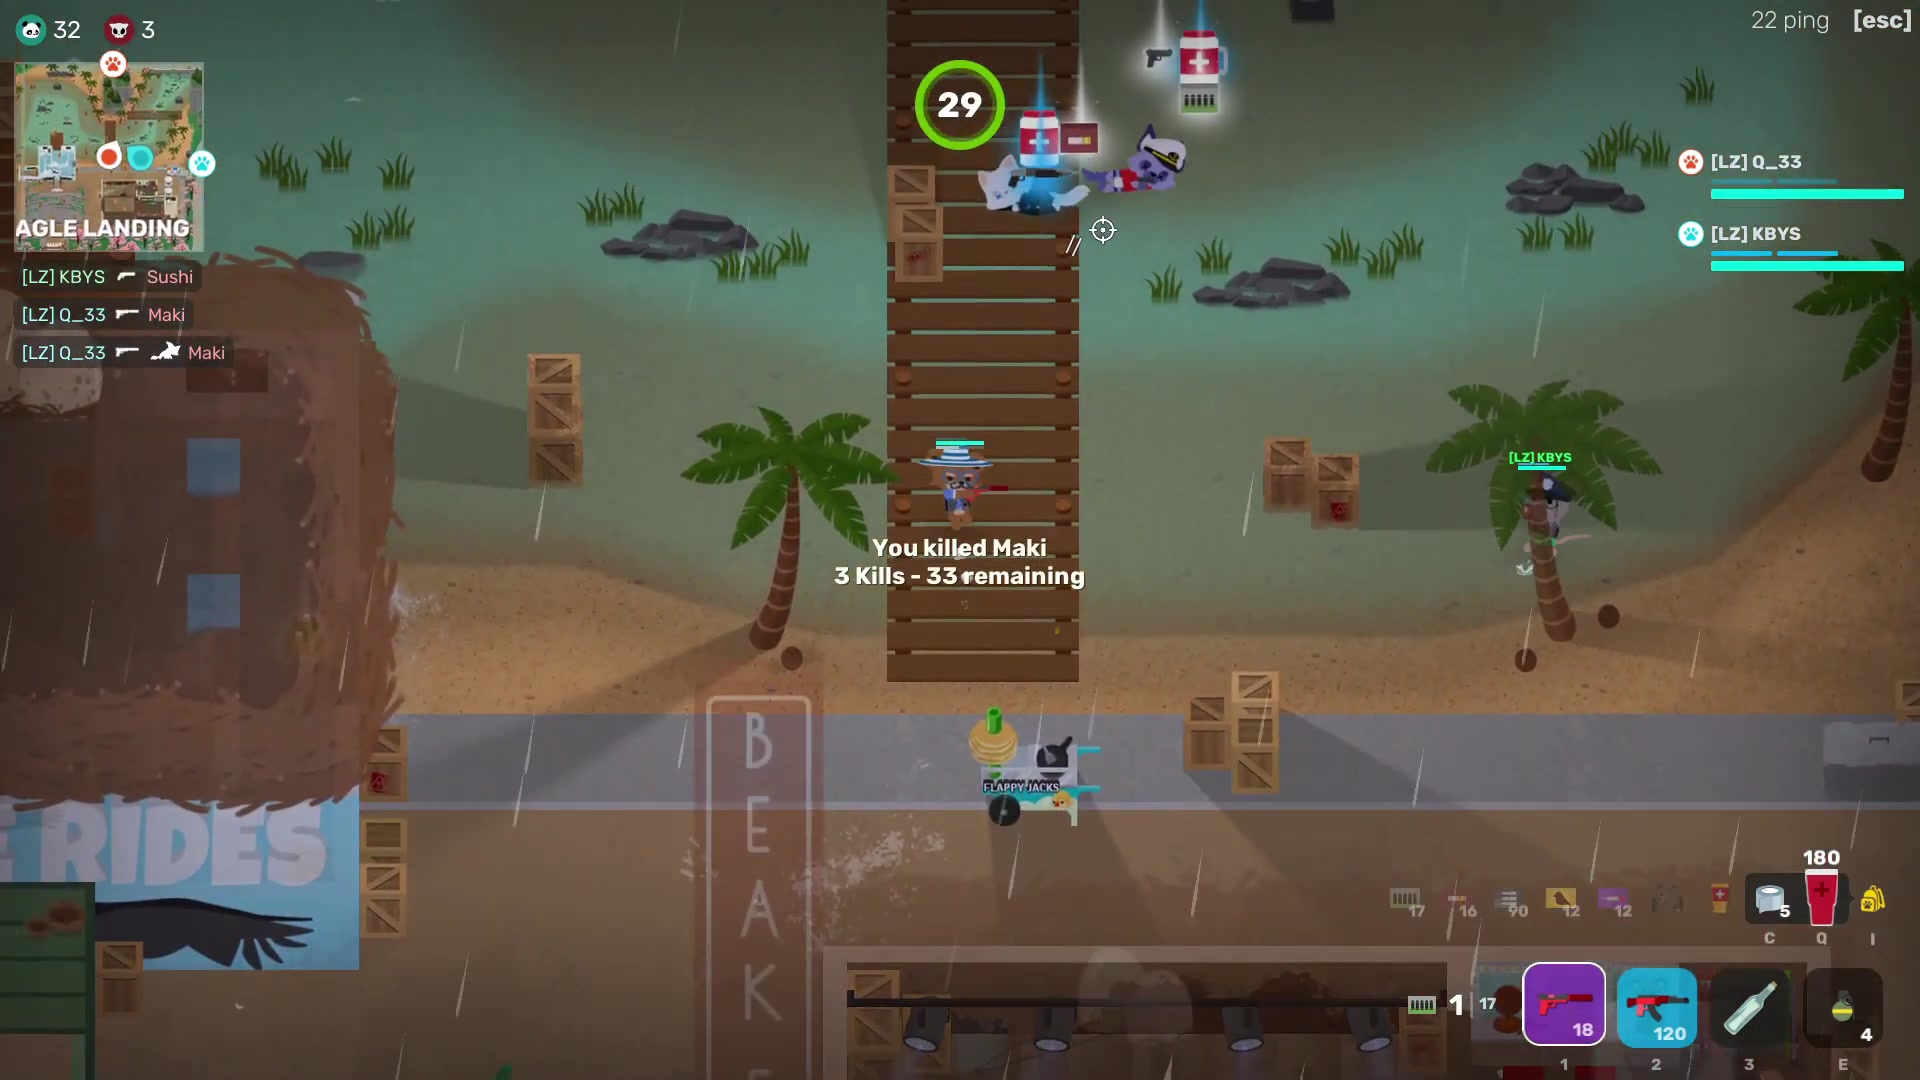 32 3
22 ping [esc]
29
[LZ] Q_33
[LZ] KBYS
AGLE LANDING
[LZ] KBYS Sushi
[LZ] Q_33 Maki
[LZ] Q_33 Maki
[LZ] KBYS
You killed Maki
3 Kills - 33 remaining
BEAK
FLAPPY JACKS
E RIDES
180
17 16 90 12 12 5
C Q I
1 17
18 120 4
1 2 3 E